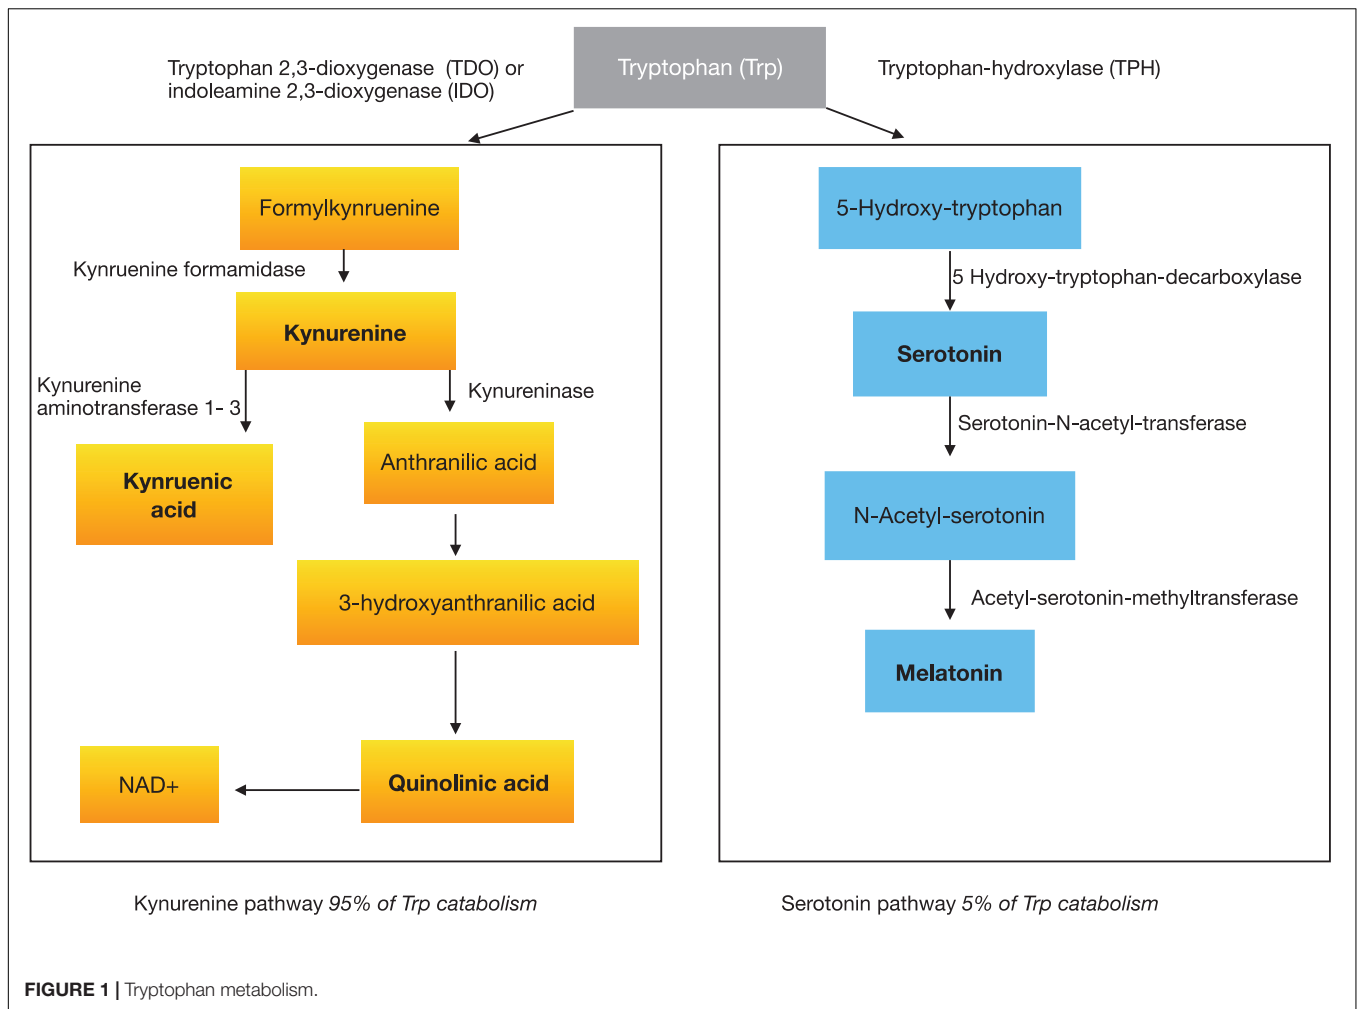 Tryptophan 2,3-dioxygenase (TDO) or
indoleamine 2,3-dioxygenase (IDO)
Tryptophan (Trp)
Tryptophan-hydroxylase (TPH)
Formylkynruenine
Kynruenine formamidase
Kynurenine
Kynurenine
aminotransferase 1- 3
Kynureninase
Kynruenic
acid
Anthranilic acid
3-hydroxyanthranilic acid
Quinolinic acid
NAD+
Kynurenine pathway 95% of Trp catabolism
5-Hydroxy-tryptophan
5 Hydroxy-tryptophan-decarboxylase
Serotonin
Serotonin-N-acetyl-transferase
N-Acetyl-serotonin
Acetyl-serotonin-methyltransferase
Melatonin
Serotonin pathway 5% of Trp catabolism
FIGURE 1 | Tryptophan metabolism.